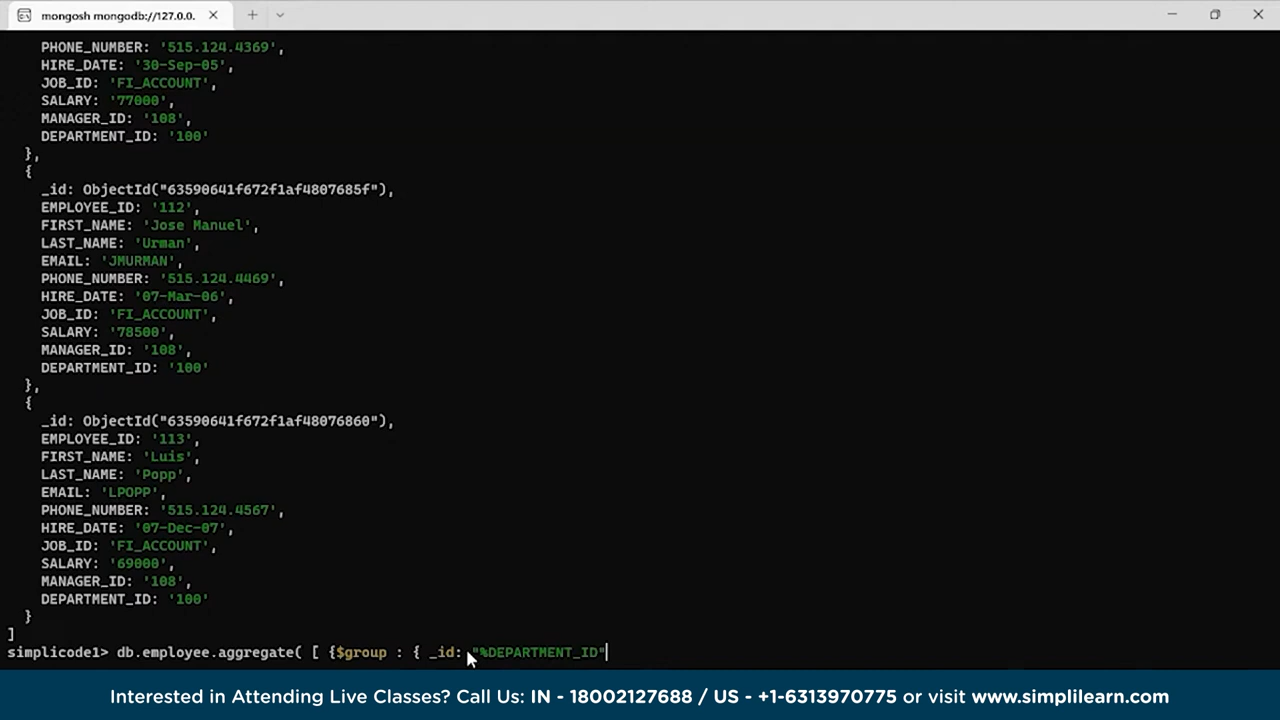 mongosh mongodb://127.0.0.
PHONE_NUMBER: '515.124.4369',
HIRE_DATE: '30-Sep-05',
JOB_ID: 'FI_ACCOUNT',
SALARY: '77000',
MANAGER_ID: '108',
DEPARTMENT_ID: '100'
},
{
_id: ObjectId("63590641f672f1af4807685f"),
EMPLOYEE_ID: '112',
FIRST_NAME: 'Jose Manuel',
LAST_NAME: 'Urman',
EMAIL: 'JMURMAN',
PHONE_NUMBER: '515.124.4469',
HIRE_DATE: '07-Mar-06',
JOB_ID: 'FI_ACCOUNT',
SALARY: '78500',
MANAGER_ID: '108',
DEPARTMENT_ID: '100'
},
{
_id: ObjectId("63590641f672f1af48076860"),
EMPLOYEE_ID: '113',
FIRST_NAME: 'Luis',
LAST_NAME: 'Popp',
EMAIL: 'LPOPP',
PHONE_NUMBER: '515.124.4567',
HIRE_DATE: '07-Dec-07',
JOB_ID: 'FI_ACCOUNT',
SALARY: '69000',
MANAGER_ID: '108',
DEPARTMENT_ID: '100'
}
]
simplicode1> db.employee.aggregate( [ {$group : { _id: "%DEPARTMENT_ID"
Interested in Attending Live Classes? Call Us: IN - 18002127688 / US - +1-6313970775 or visit www.simplilearn.com